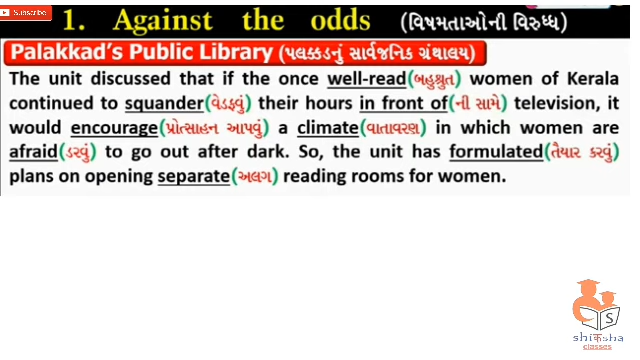 Subscribe
1. Against the odds (વિષમતાઓની વિરુધ્ધ)
Palakkad's Public Library (પલક્કડનું સાર્વજનિક ગ્રંથાલય)
The unit discussed that if the once well-read(બહુશ્રુત) women of Kerala
continued to squander(વેડફવું) their hours in front of(ની સામે) television, it
would encourage(પ્રોત્સાહન આપવું) a climate(વાતાવરણ) in which women are
afraid(ડરવું) to go out after dark. So, the unit has formulated(તૈયાર કરવું)
plans on opening separate(અલગ) reading rooms for women.
S
classes